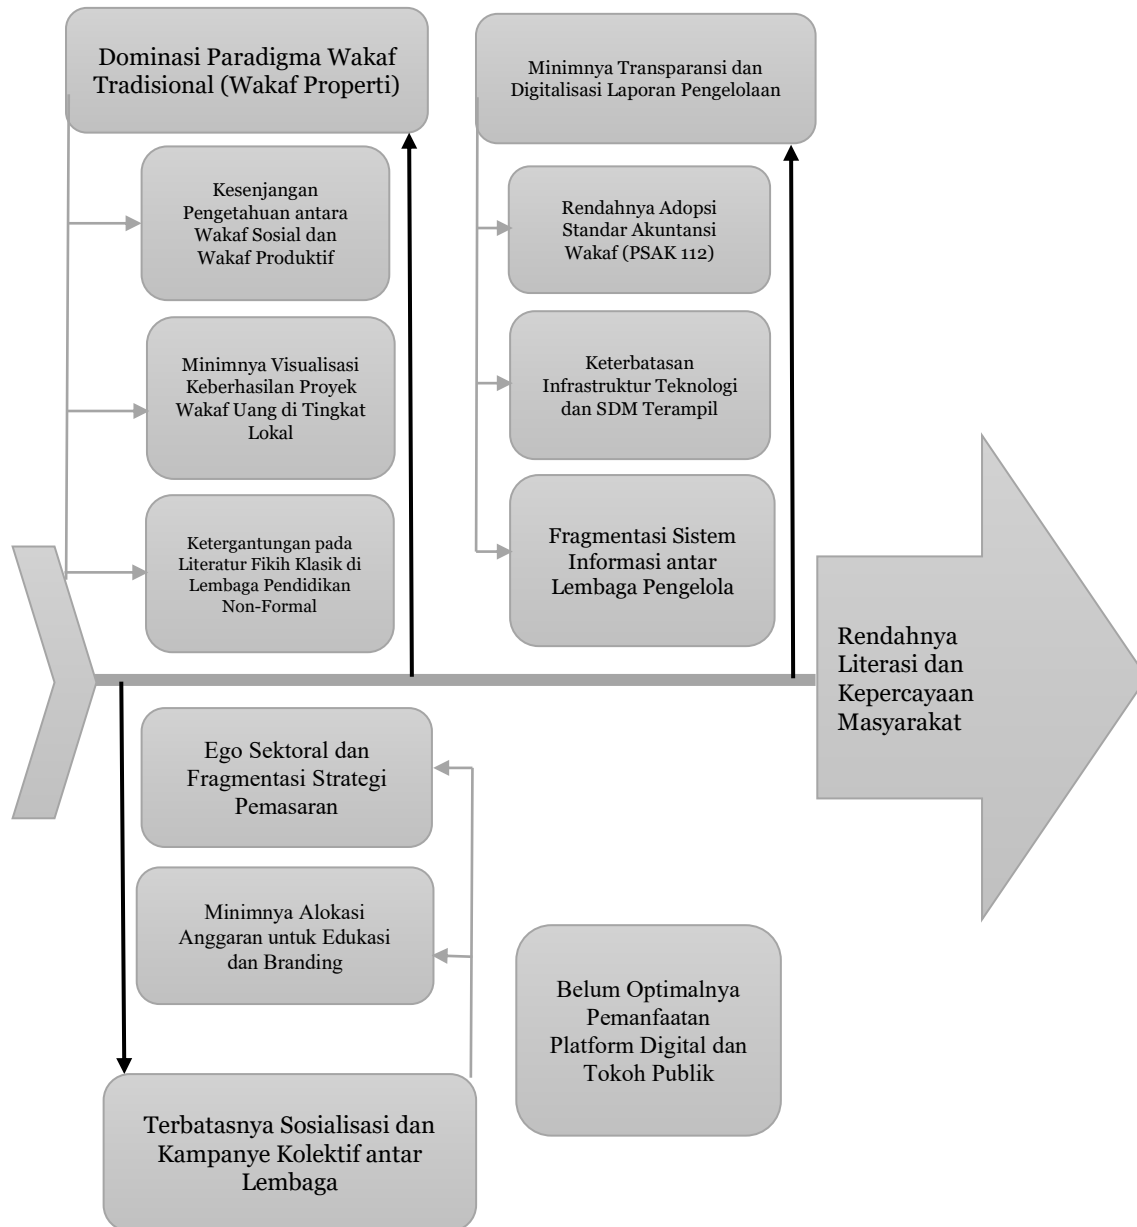 Dominasi Paradigma Wakaf
Tradisional (Wakaf Properti)
Kesenjangan
Pengetahuan antara
Wakaf Sosial dan
Wakaf Produktif
Minimnya Visualisasi
Keberhasilan Proyek
Wakaf Uang di Tingkat
Lokal
Ketergantungan pada
Literatur Fikih Klasik di
Lembaga Pendidikan
Non-Formal
Minimnya Transparansi dan
Digitalisasi Laporan Pengelolaan
Rendahnya Adopsi
Standar Akuntansi
Wakaf (PSAK 112)
Keterbatasan
Infrastruktur Teknologi
dan SDM Terampil
Fragmentasi Sistem
Informasi antar
Lembaga Pengelola
Rendahnya
Literasi dan
Kepercayaan
Masyarakat
Ego Sektoral dan
Fragmentasi Strategi
Pemasaran
Minimnya Alokasi
Anggaran untuk Edukasi
dan Branding
Belum Optimalnya
Pemanfaatan
Platform Digital dan
Tokoh Publik
Terbatasnya Sosialisasi dan
Kampanye Kolektif antar
Lembaga